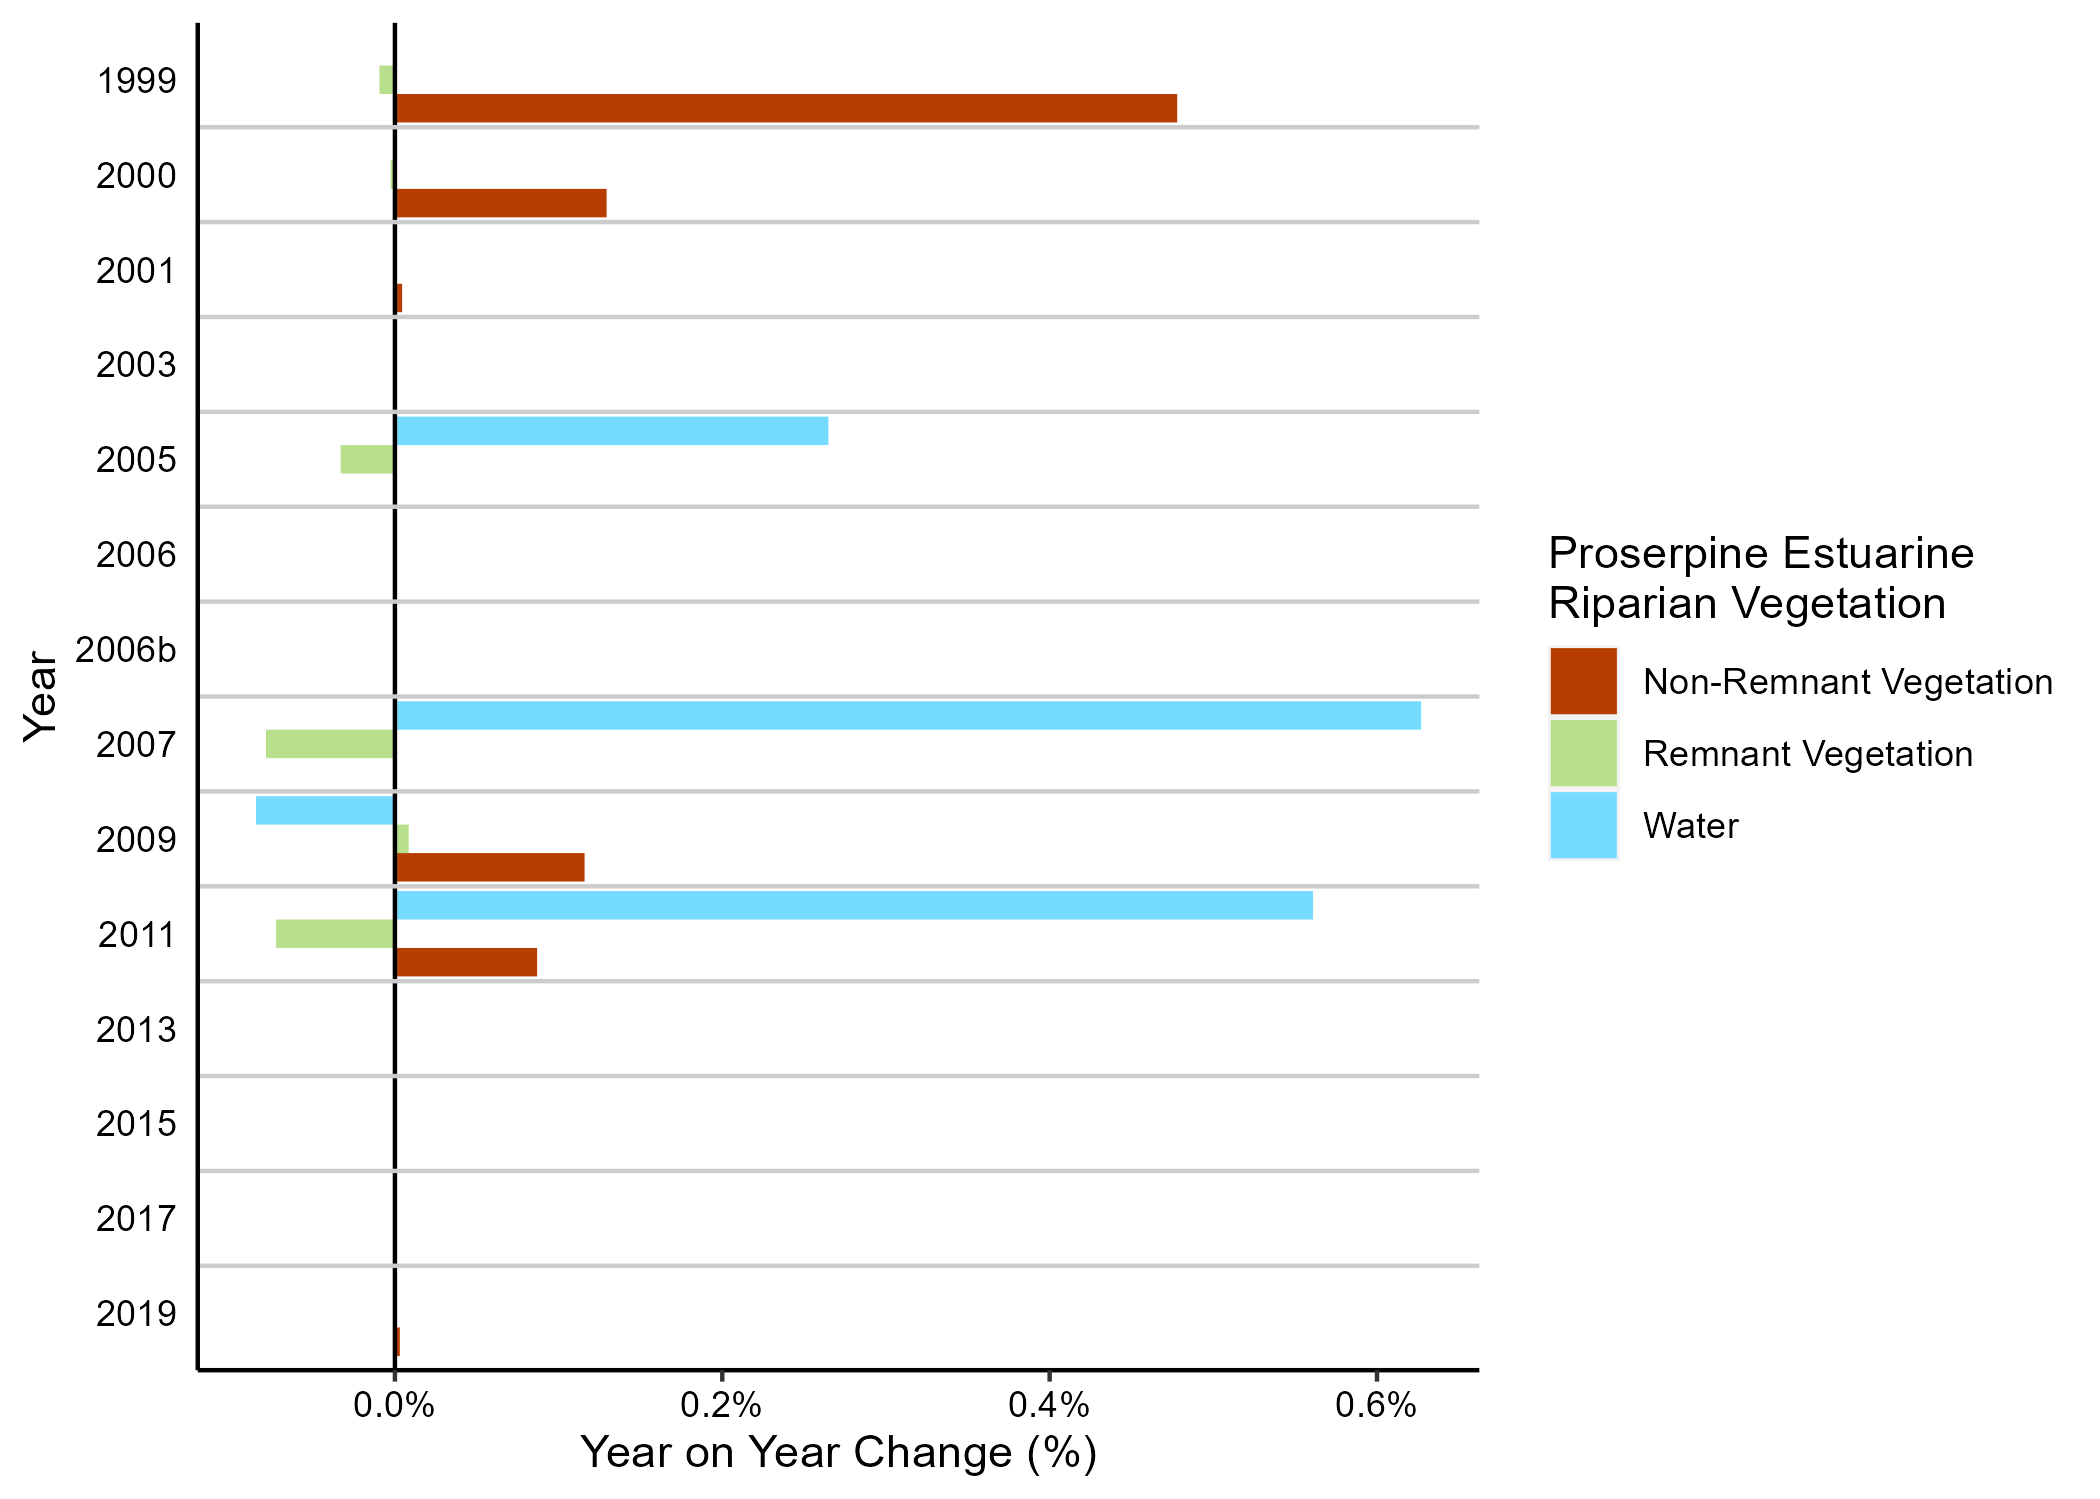 1999
2000
2001
2003
2005
2006
2006b
2007
2009
2011
2013
2015
2017
2019
Year
0.0%
0.2%
0.4%
0.6%
Year on Year Change (%)
Proserpine Estuarine
Riparian Vegetation
Non-Remnant Vegetation
Remnant Vegetation
Water